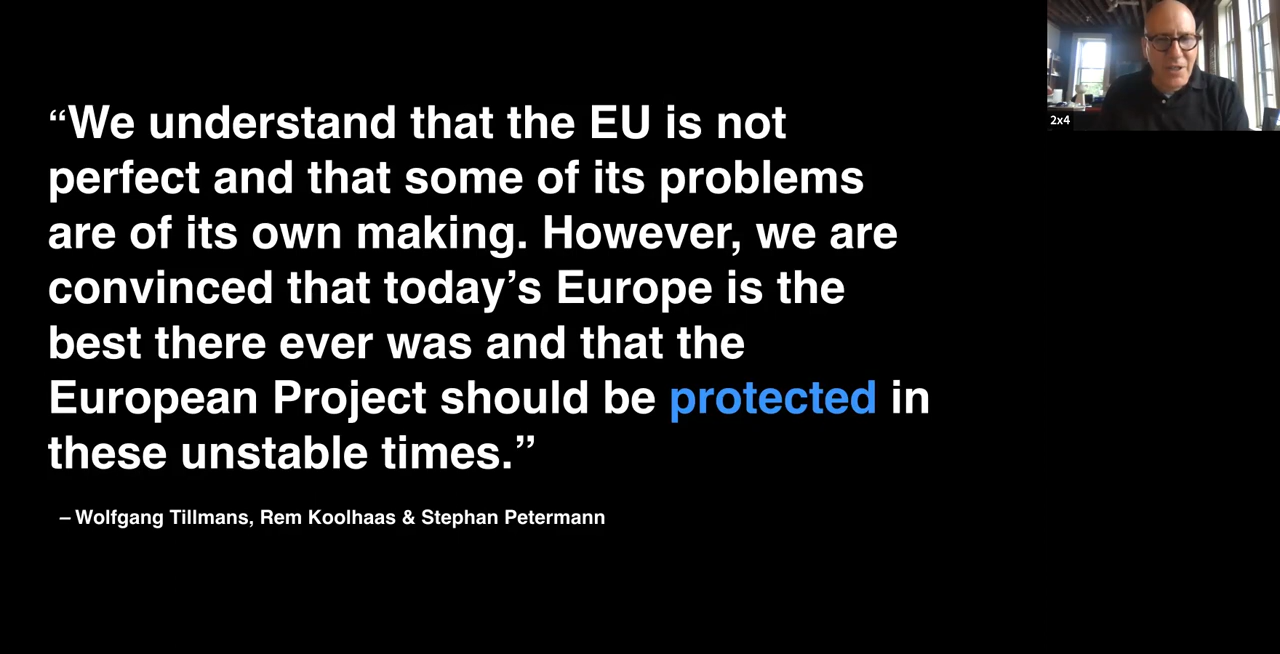 “We understand that the EU is not
perfect and that some of its problems
are of its own making. However, we are
convinced that today’s Europe is the
best there ever was and that the
European Project should be protected in
these unstable times.”
– Wolfgang Tillmans, Rem Koolhaas & Stephan Petermann
2x4